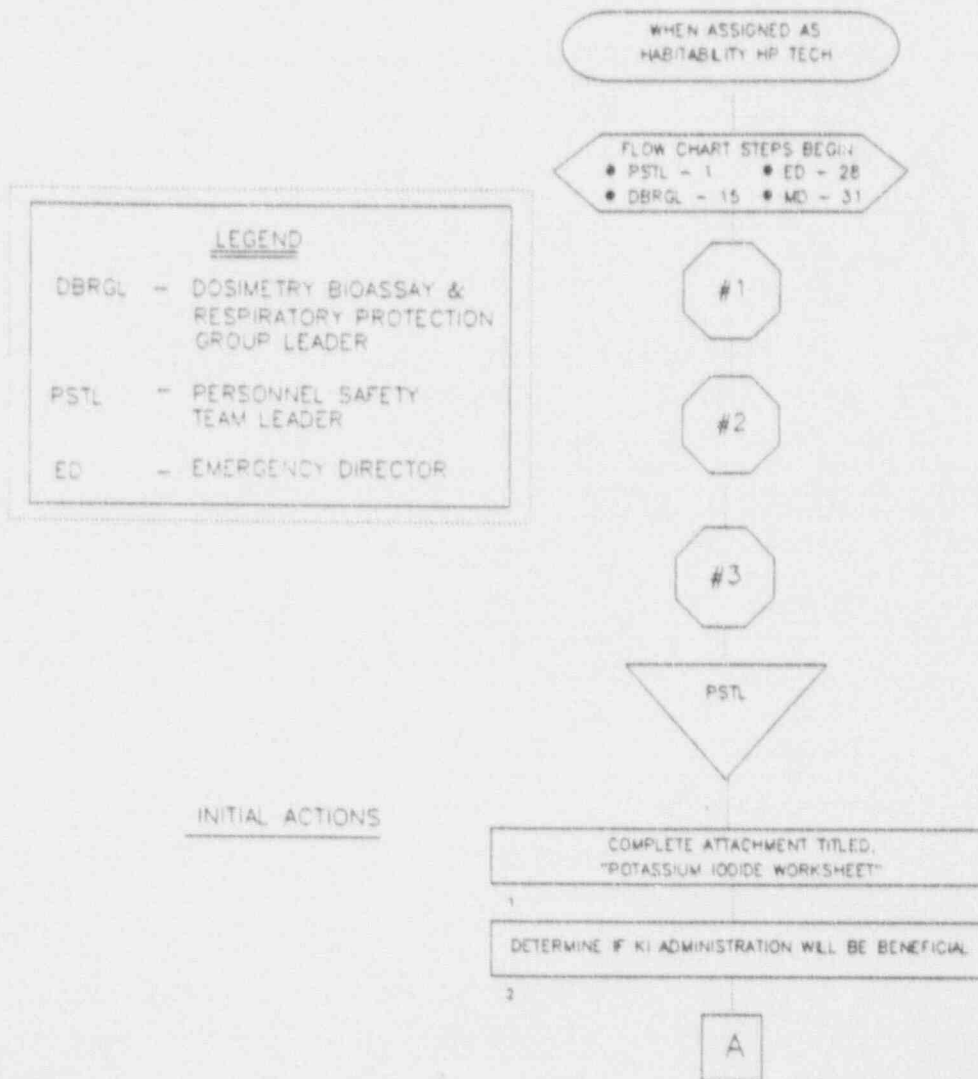 WHEN ASSIGNED AS
HABITABILITY HP TECH
FLOW CHART STEPS BEGIN
● PSTL - 1 ● ED - 28
● DBRGL - 15 ● MD - 31
LEGEND
DBRGL - DOSIMETRY BIOASSAY &
RESPIRATORY PROTECTION
GROUP LEADER
PSTL - PERSONNEL SAFETY
TEAM LEADER
ED - EMERGENCY DIRECTOR
#1
#2
#3
PSTL
INITIAL ACTIONS
COMPLETE ATTACHMENT TITLED,
"POTASSIUM IODIDE WORKSHEET"
1
DETERMINE IF KI ADMINISTRATION WILL BE BENEFICIAL
2
A